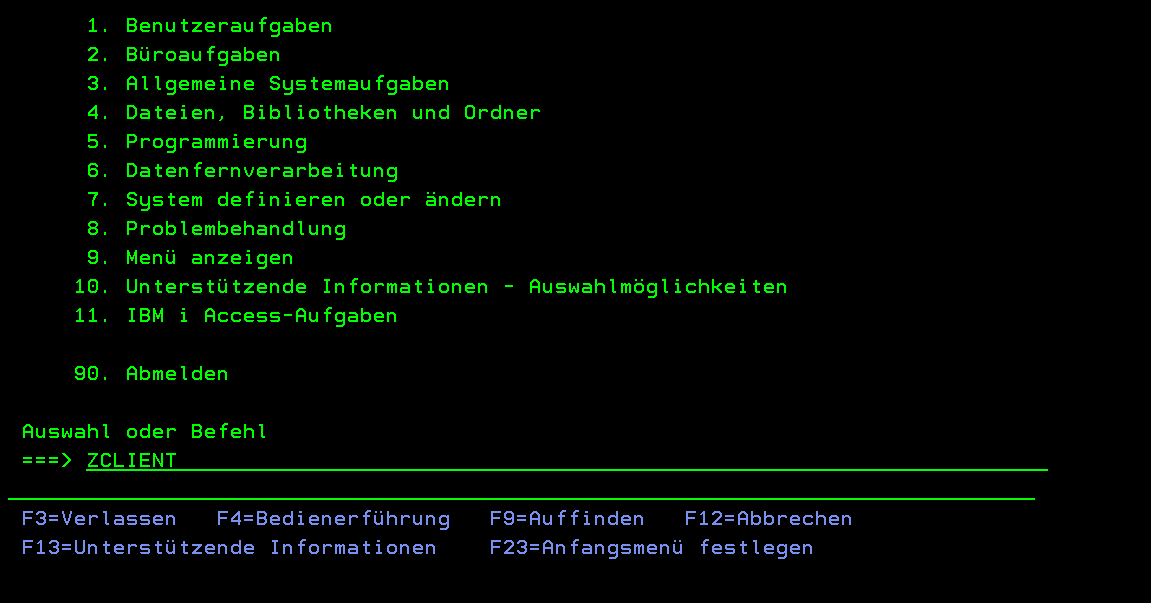 1. Benutzeraufgaben
2. Büroaufgaben
3. Allgemeine Systemaufgaben
4. Dateien, Bibliotheken und Ordner
5. Programmierung
6. Datenfernverarbeitung
7. System definieren oder ändern
8. Problembehandlung
9. Menü anzeigen
10. Unterstützende Informationen - Auswahlmöglichkeiten
11. IBM i Access-Aufgaben
90. Abmelden
Auswahl oder Befehl
===> ZCLIENT
F3=Verlassen F4=Bedienerführung F9=Auffinden F12=Abbrechen
F13=Unterstützende Informationen F23=Anfangsmenü festlegen